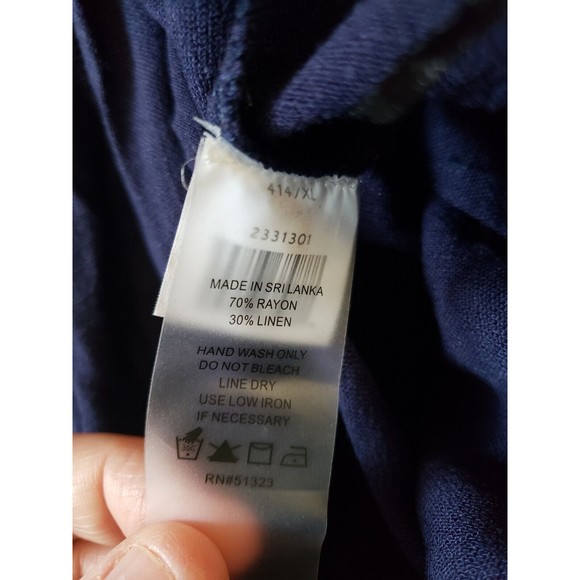 414/XL
2331301
MADE IN SRI LANKA
70% RAYON
30% LINEN
HAND WASH ONLY
DO NOT BLEACH
LINE DRY
USE LOW IRON
IF NECESSARY
RN#51323